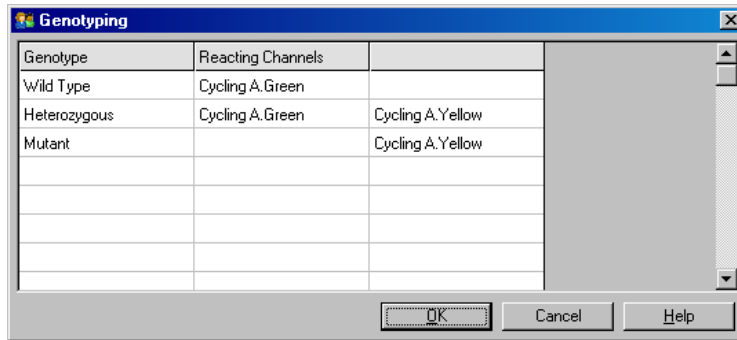 Genotyping
Genotype Reacting Channels
Wild Type Cycling A.Green
Heterozygous Cycling A.Green Cycling A.Yellow
Mutant Cycling A.Yellow
OK Cancel Help